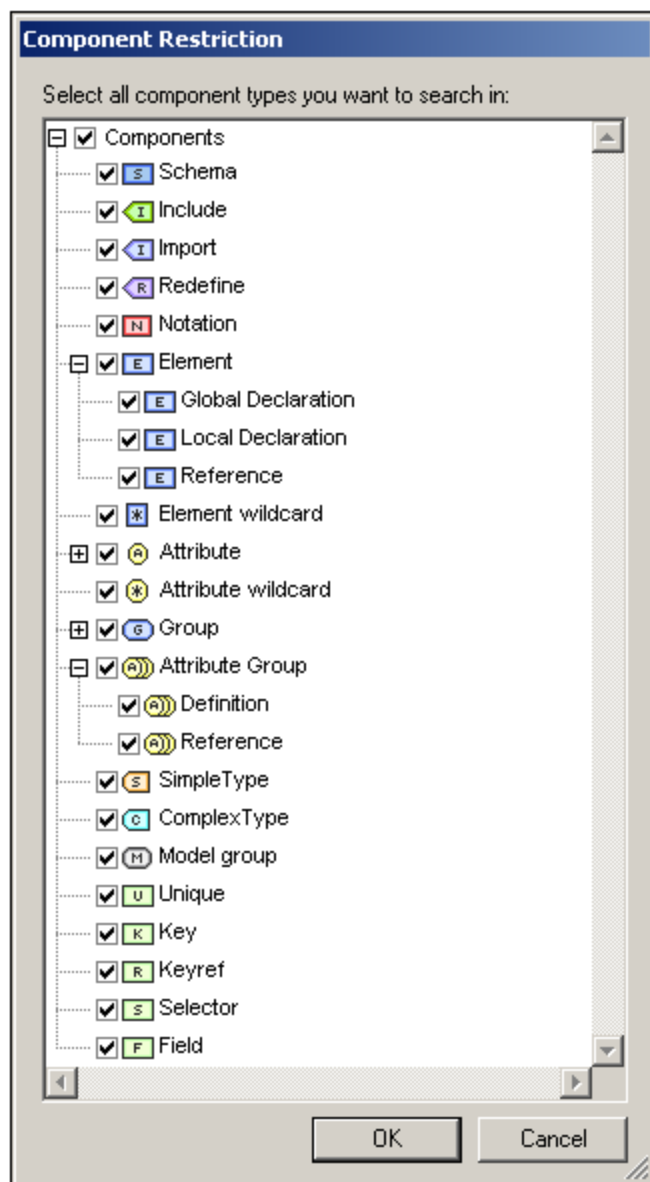 Component Restriction
Select all component types you want to search in:
Components
S Schema
I Include
I Import
R Redefine
N Notation
E Element
E Global Declaration
E Local Declaration
E Reference
* Element wildcard
A Attribute
* Attribute wildcard
G Group
A Attribute Group
A Definition
A Reference
S SimpleType
C ComplexType
M Model group
U Unique
K Key
R Keyref
S Selector
F Field
OK Cancel